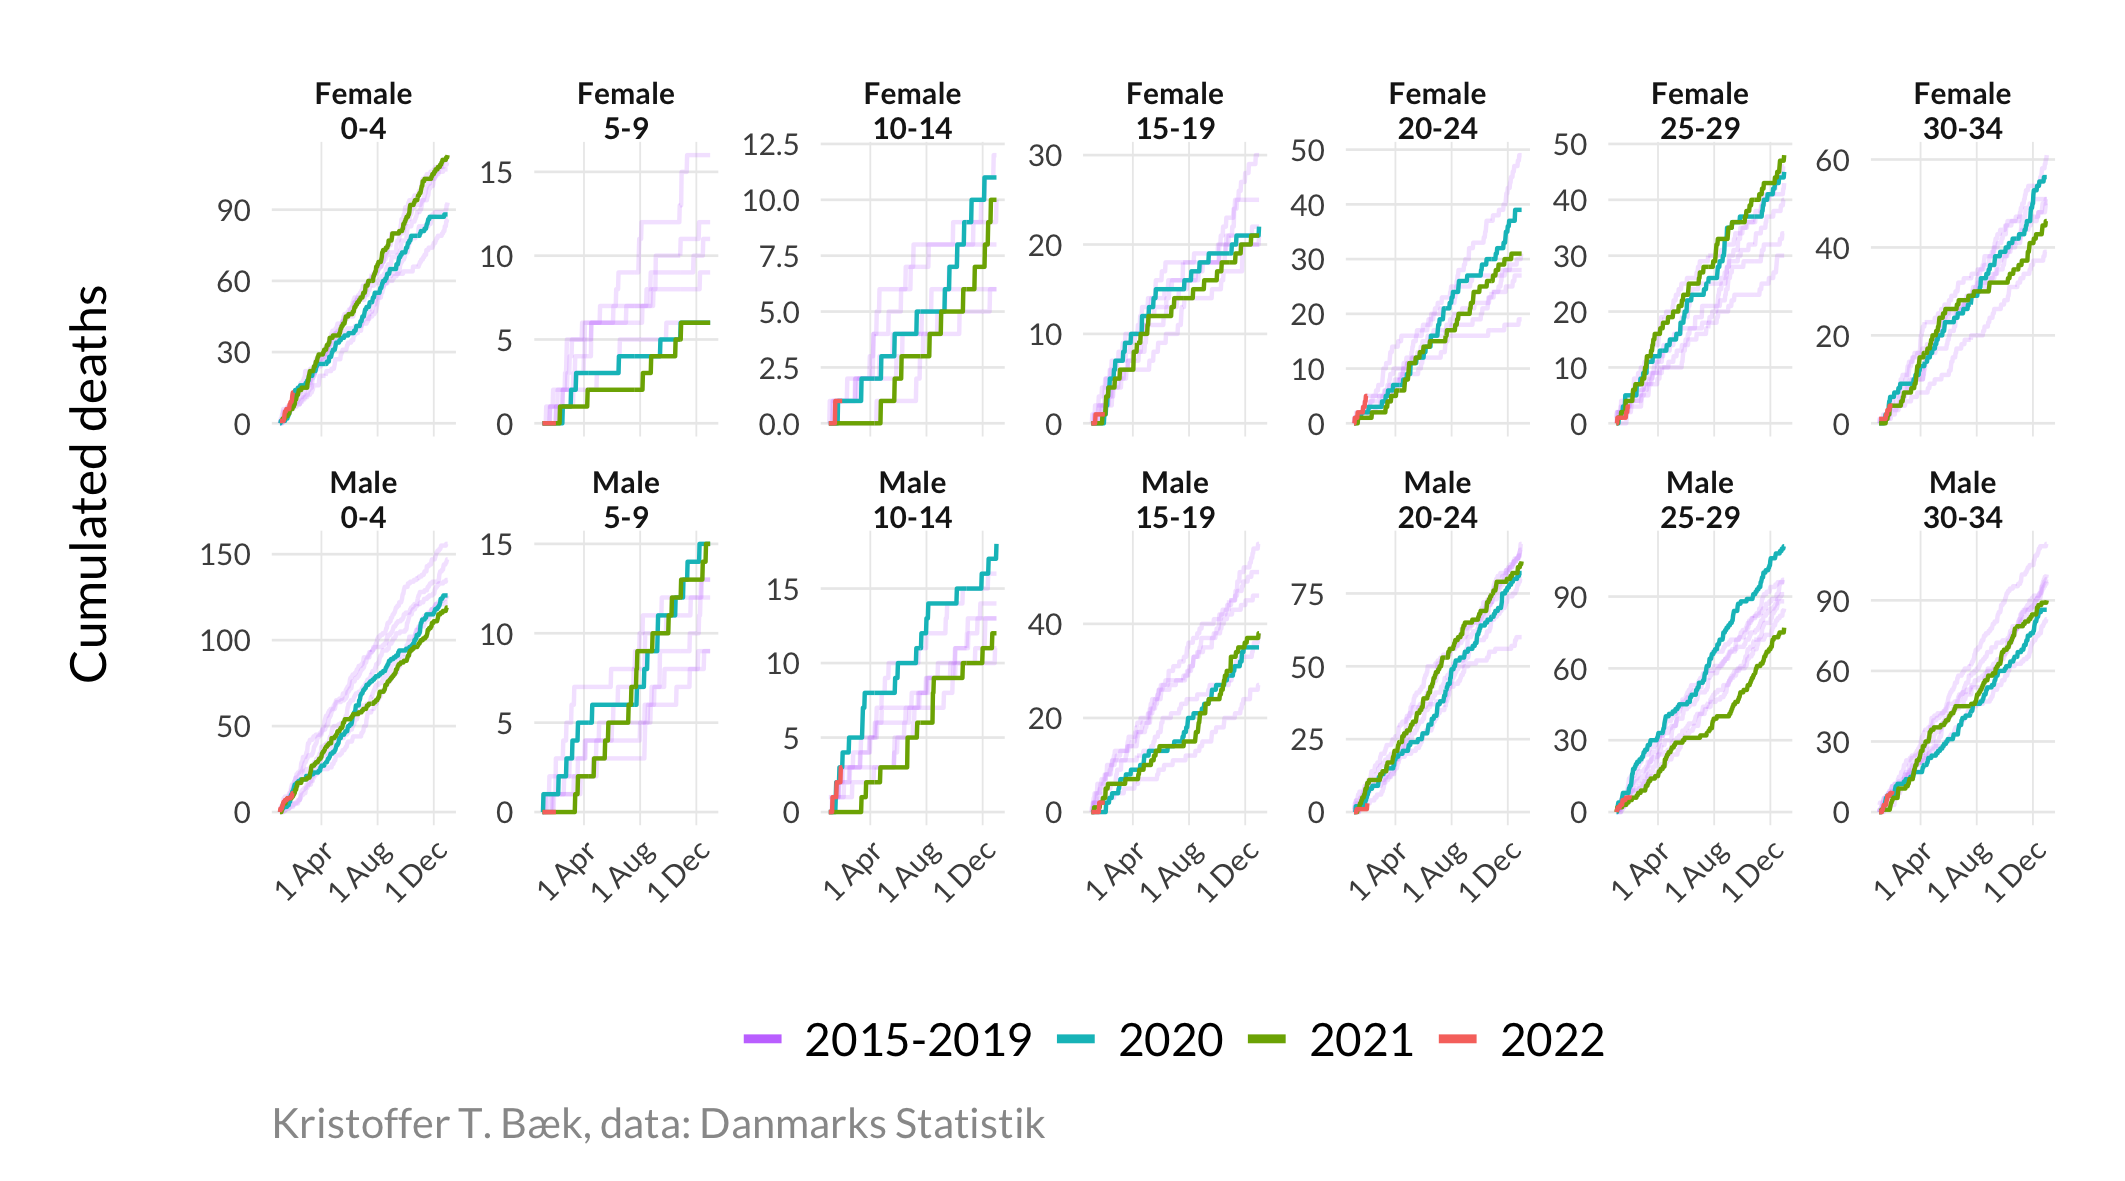 Cumulated deaths
Female
0-4
Female
5-9
Female
10-14
Female
15-19
Female
20-24
Female
25-29
Female
30-34
90
60
30
0
15
10
5
0
12.5
10.0
7.5
5.0
2.5
0.0
30
20
10
0
50
40
30
20
10
0
50
40
30
20
10
0
60
40
20
0
Male
0-4
Male
5-9
Male
10-14
Male
15-19
Male
20-24
Male
25-29
Male
30-34
150
100
50
0
15
10
5
0
15
10
5
0
40
20
0
75
50
25
0
90
60
30
0
90
60
30
0
1 Apr
1 Aug
1 Dec
1 Apr
1 Aug
1 Dec
1 Apr
1 Aug
1 Dec
1 Apr
1 Aug
1 Dec
1 Apr
1 Aug
1 Dec
1 Apr
1 Aug
1 Dec
1 Apr
1 Aug
1 Dec
2015-2019 2020 2021 2022
Kristoffer T. Bæk, data: Danmarks Statistik